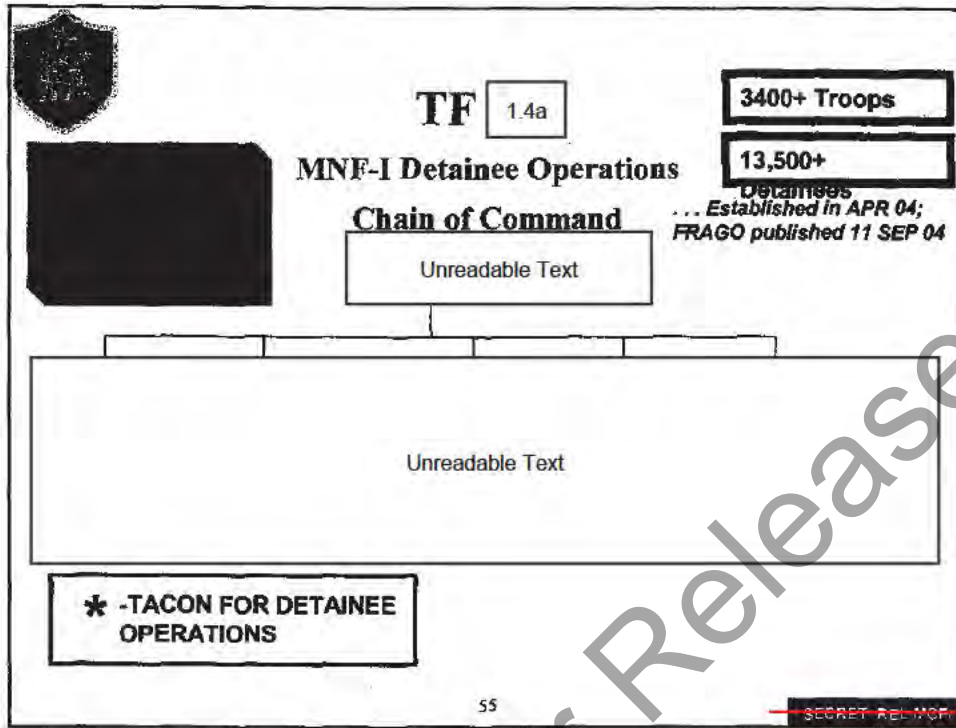 TF 1.4a
MNF-I Detainee Operations
Chain of Command
3400+ Troops
13,500+
Detainees
. . . Established in APR 04;
FRAGO published 11 SEP 04
Unreadable Text
Unreadable Text
* -TACON FOR DETAINEE
OPERATIONS
55
SECRET REL MCFI
Release